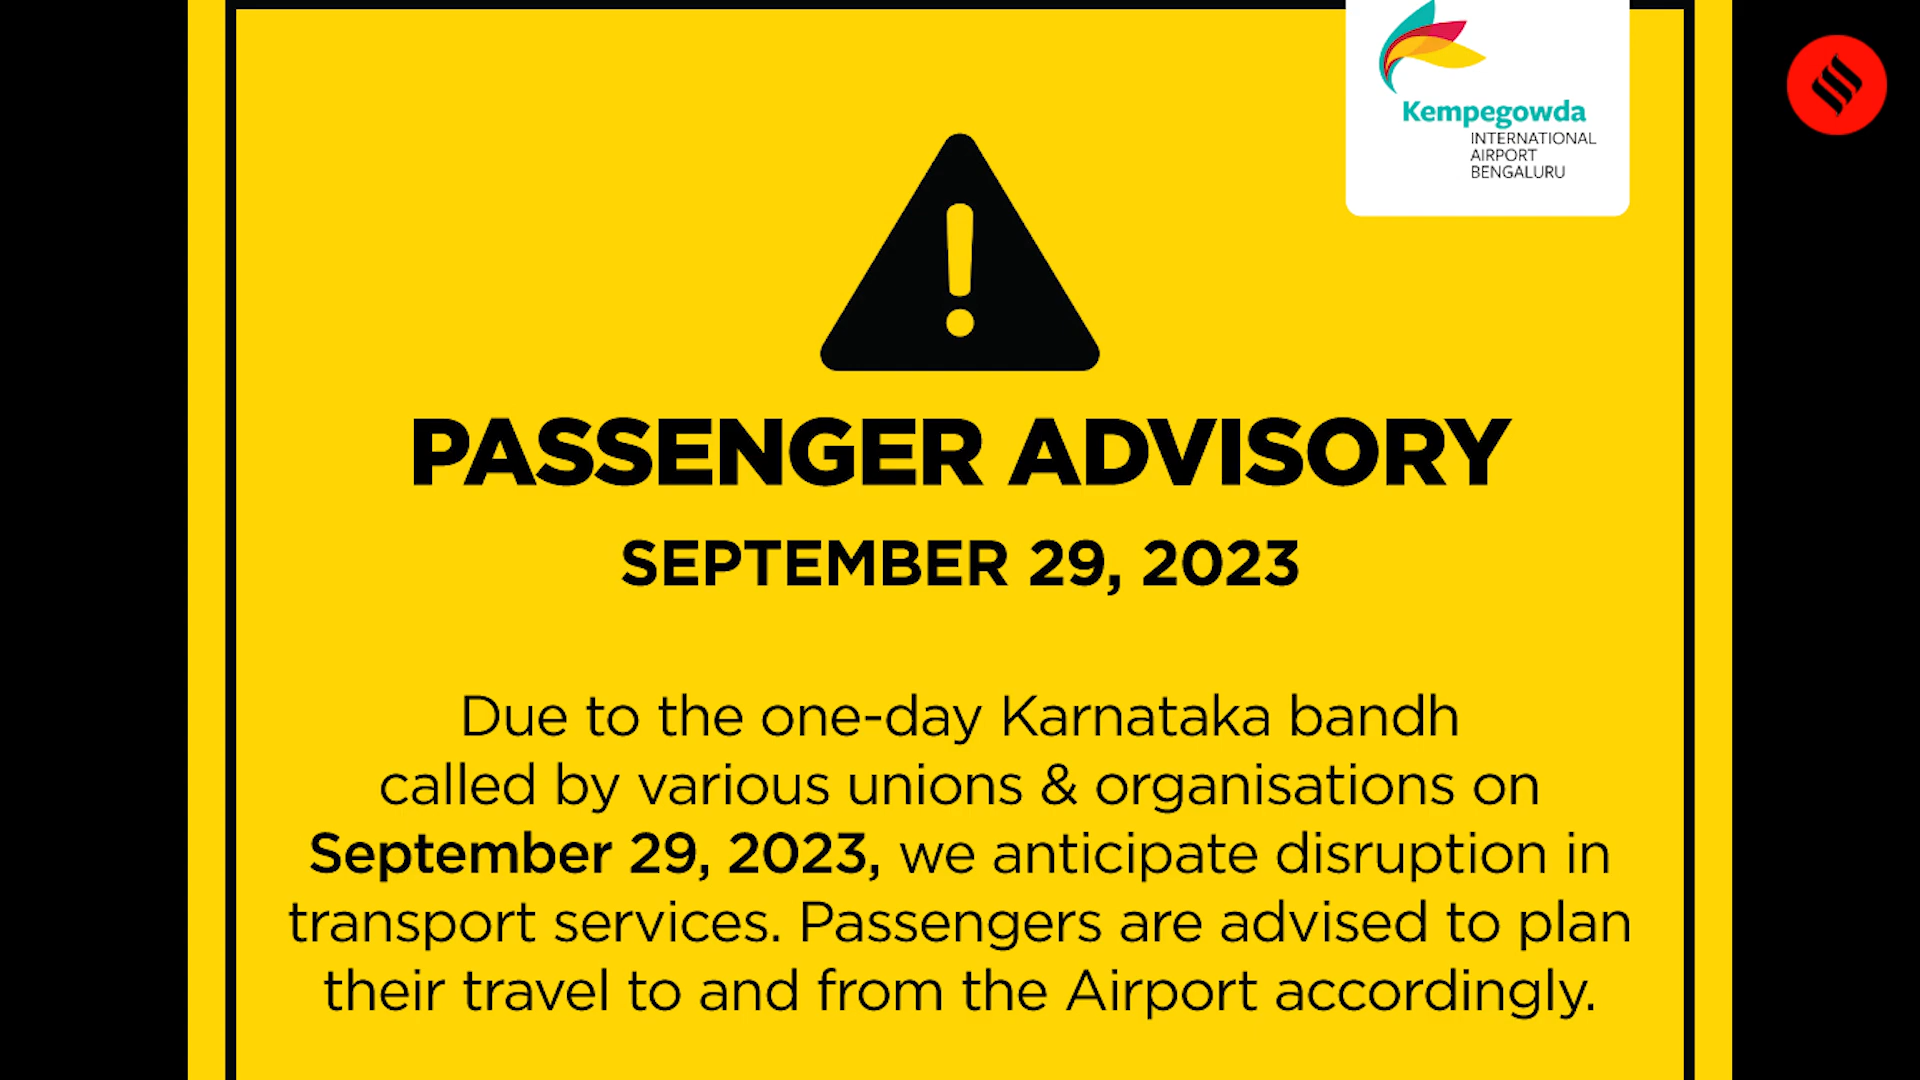 Kempegowda
INTERNATIONAL
AIRPORT
BENGALURU
PASSENGER ADVISORY
SEPTEMBER 29, 2023
Due to the one-day Karnataka bandh
called by various unions & organisations on
September 29, 2023, we anticipate disruption in
transport services. Passengers are advised to plan
their travel to and from the Airport accordingly.